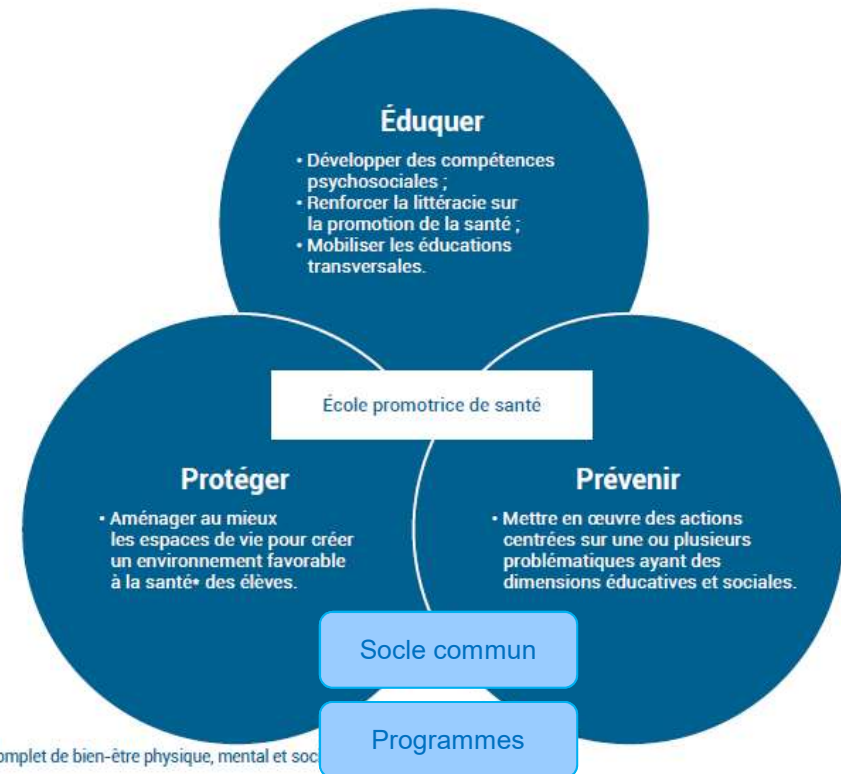 Éduquer
• Développer des compétences
psychosociales ;
• Renforcer la littéracie sur
la promotion de la santé ;
• Mobiliser les éducations
transversales.
École promotrice de santé
Protéger
• Aménager au mieux
les espaces de vie pour créer
un environnement favorable
à la santé* des élèves.
Prévenir
• Mettre en œuvre des actions
centrées sur une ou plusieurs
problématiques ayant des
dimensions éducatives et sociales.
Socle commun
Programmes
omplet de bien-être physique, mental et soc